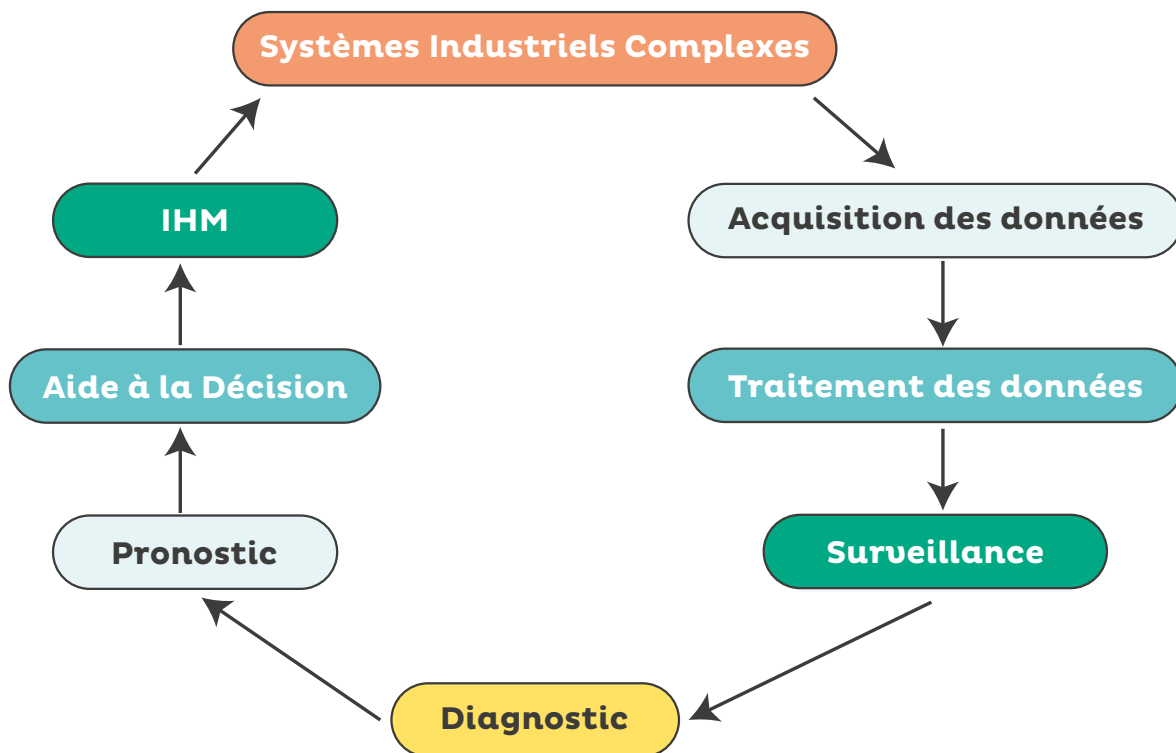 Systèmes Industriels Complexes
IHM
Acquisition des données
Aide à la Décision
Traitement des données
Pronostic
Surveillance
Diagnostic